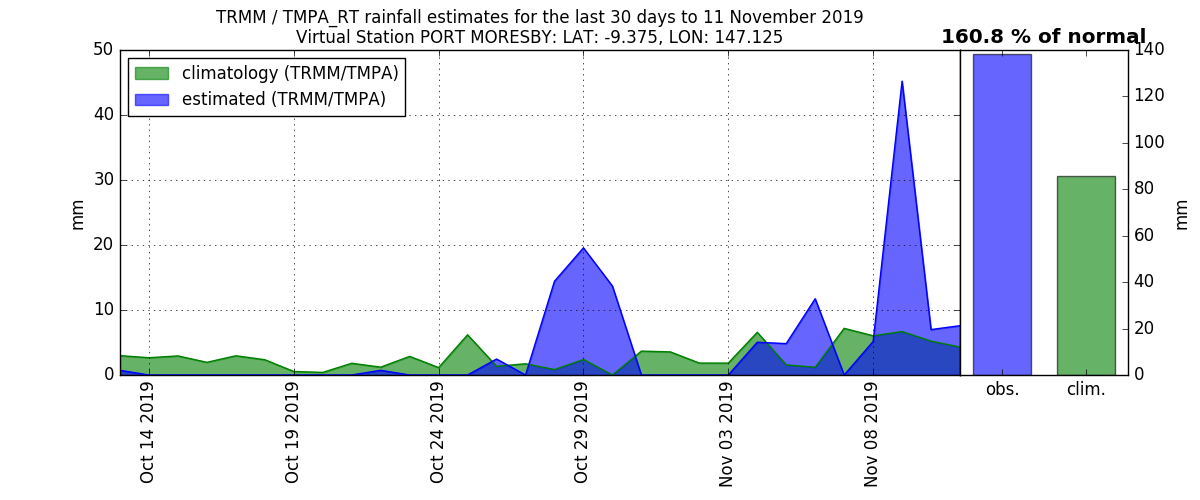 TRMM / TMPA_RT rainfall estimates for the last 30 days to 11 November 2019
Virtual Station PORT MORESBY: LAT: -9.375, LON: 147.125
160.8 % of normal
climatology (TRMM/TMPA)
estimated (TRMM/TMPA)
mm
50
40
30
20
10
0
Oct 14 2019
Oct 19 2019
Oct 24 2019
Oct 29 2019
Nov 03 2019
Nov 08 2019
obs.
clim.
140
120
100
80
60
40
20
0
mm